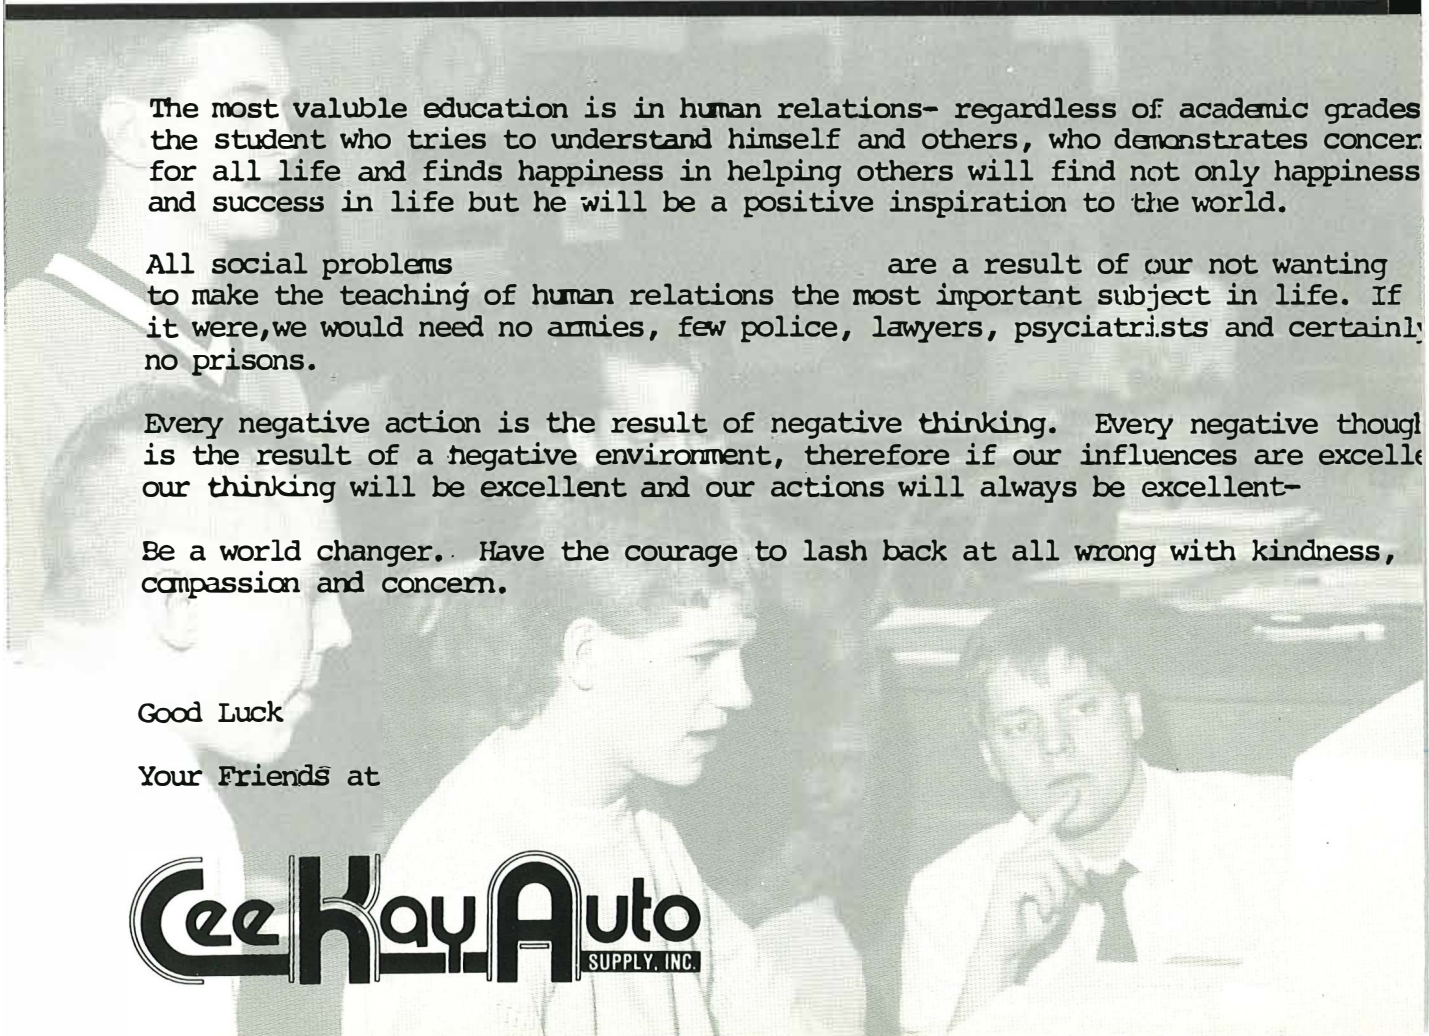 The most valuble education is in human relations- regardless of academic grades
the student who tries to understand himself and others, who demonstrates concer
for all life and finds happiness in helping others will find not only happiness
and success in life but he will be a positive inspiration to the world.
All social problems are a result of our not wanting
to make the teaching of human relations the most important subject in life. If
it were,we would need no armies, few police, lawyers, psyciatrists and certainly
no prisons.
Every negative action is the result of negative thinking. Every negative though
is the result of a negative environment, therefore if our influences are excelle
our thinking will be excellent and our actions will always be excellent-
Be a world changer. Have the courage to lash back at all wrong with kindness,
compassion and concern.
Good Luck
Your Friends at
Cee Kay Auto
SUPPLY, INC.